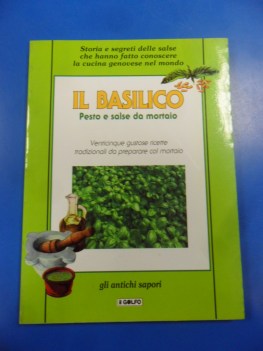 Storia e segreti delle salse
che hanno fatto conoscere
la cucina genovese nel mondo
IL BASILICO
Pesto e salse da mortaio
Venticinque gustose ricette
tradizionali da preparare col mortaio
gli antichi sapori
IL GOLFO